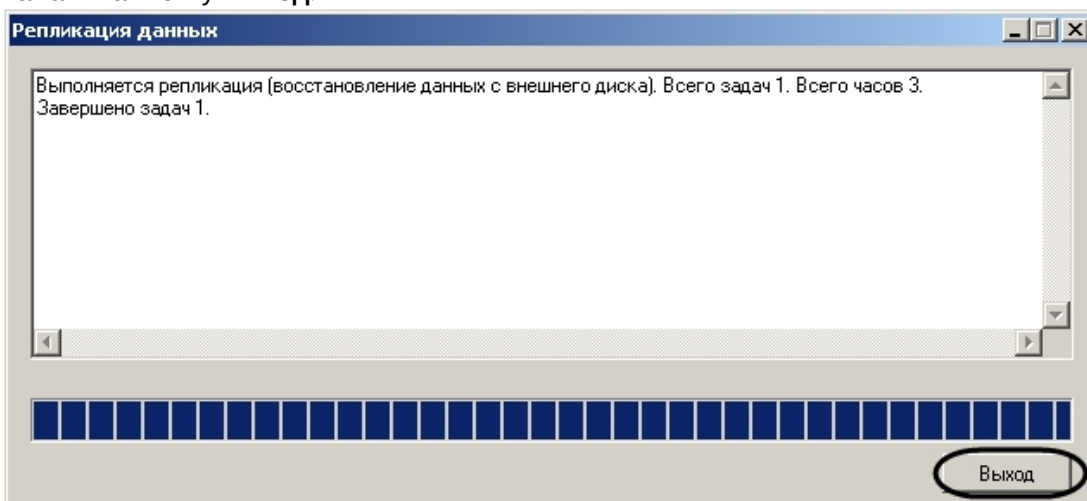 Репликация данных
Выполняется репликация (восстановление данных с внешнего диска). Всего задач 1. Всего часов 3.
Завершено задач 1.
Выход